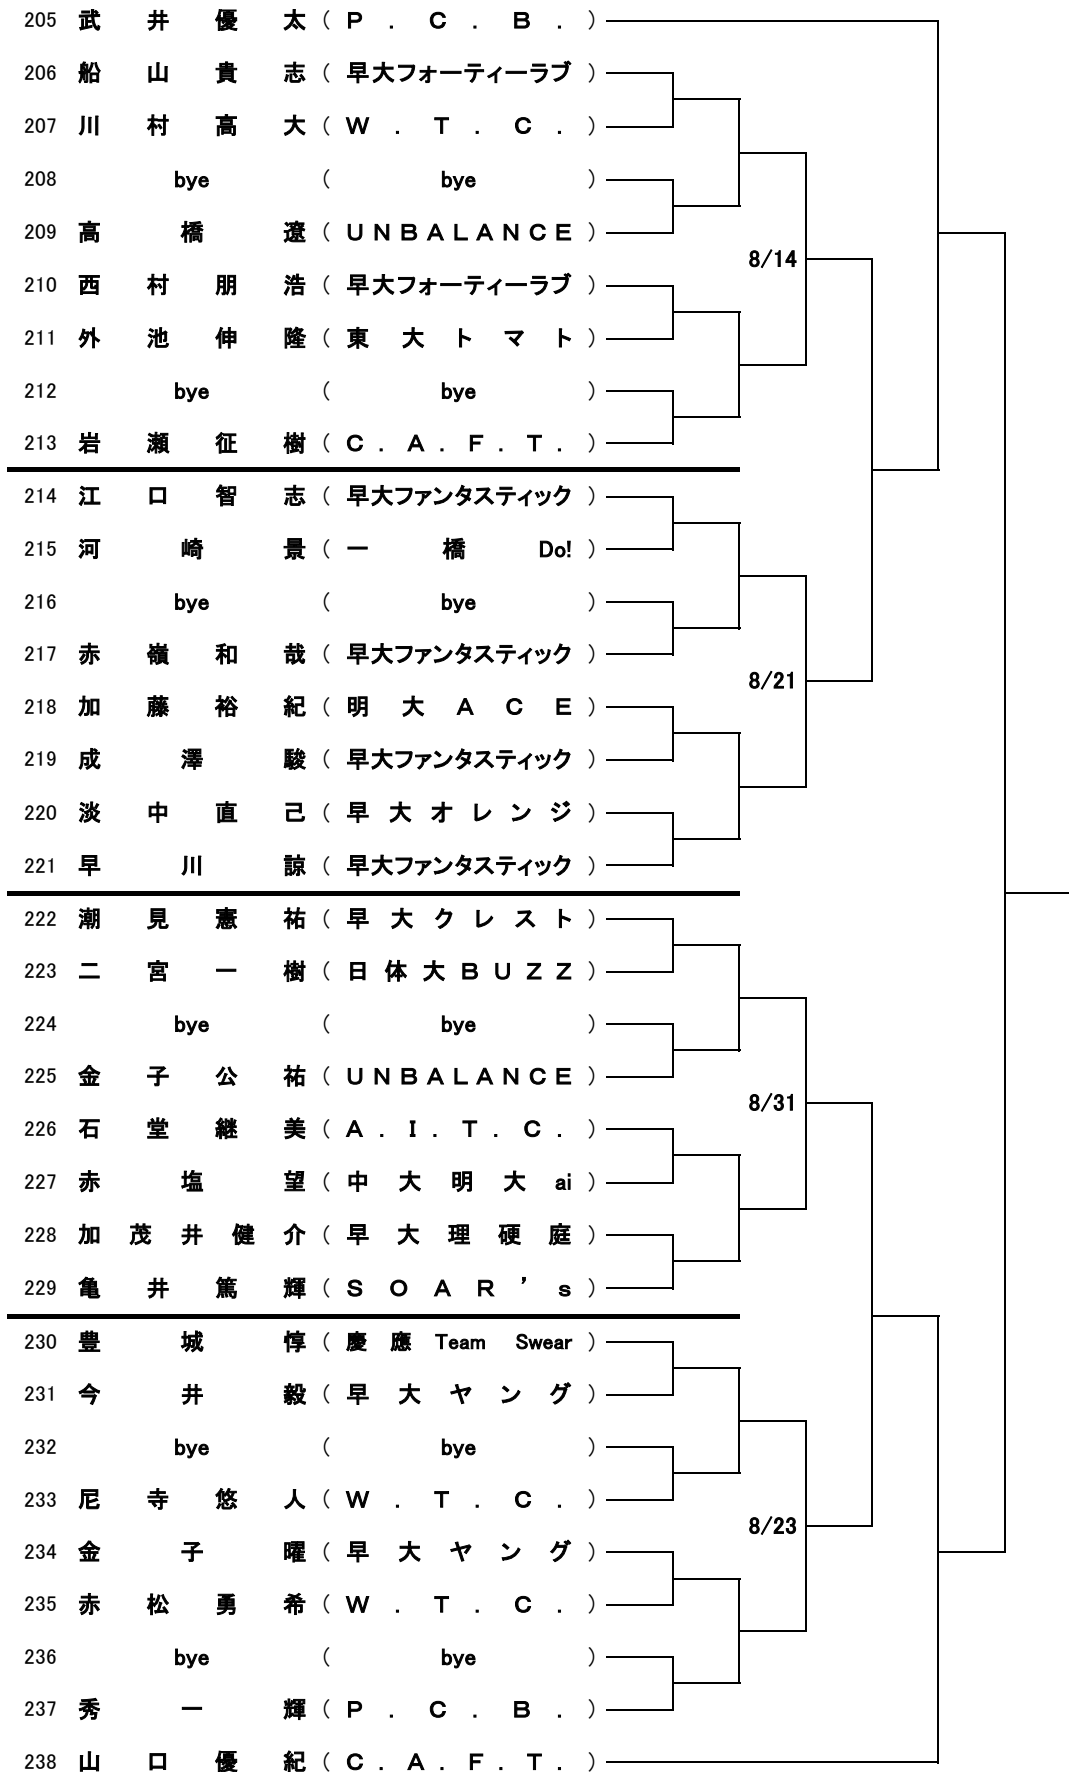 205 武井優太 (P.C.B.)
206 船山貴志 (早大フォーティーラブ)
207 川村高大 (W.T.C.)
208 bye (bye)
209 高橋遼 (UNBALANCE)
8/14
210 西村朋浩 (早大フォーティーラブ)
211 外池伸隆 (東大トマト)
212 bye (bye)
213 岩瀬征樹 (C.A.F.T.)
214 江口智志 (早大ファンタスティック)
215 河崎景 (一橋 Do!)
216 bye (bye)
217 赤嶺和哉 (早大ファンタスティック)
8/21
218 加藤裕紀 (明大ACE)
219 成澤駿 (早大ファンタスティック)
220 淡中直己 (早大オレンジ)
221 早川諒 (早大ファンタスティック)
222 潮見憲祐 (早大クレスト)
223 二宮一樹 (日体大BUZZ)
224 bye (bye)
225 金子公祐 (UNBALANCE)
8/31
226 石堂継美 (A.I.T.C.)
227 赤塩望 (中大明大ai)
228 加茂井健介 (早大理硬庭)
229 亀井篤輝 (SOAR's)
230 豊城惇 (慶應 Team Swear)
231 今井毅 (早大ヤング)
232 bye (bye)
233 尼寺悠人 (W.T.C.)
8/23
234 金子曜 (早大ヤング)
235 赤松勇希 (W.T.C.)
236 bye (bye)
237 秀一輝 (P.C.B.)
238 山口優紀 (C.A.F.T.)